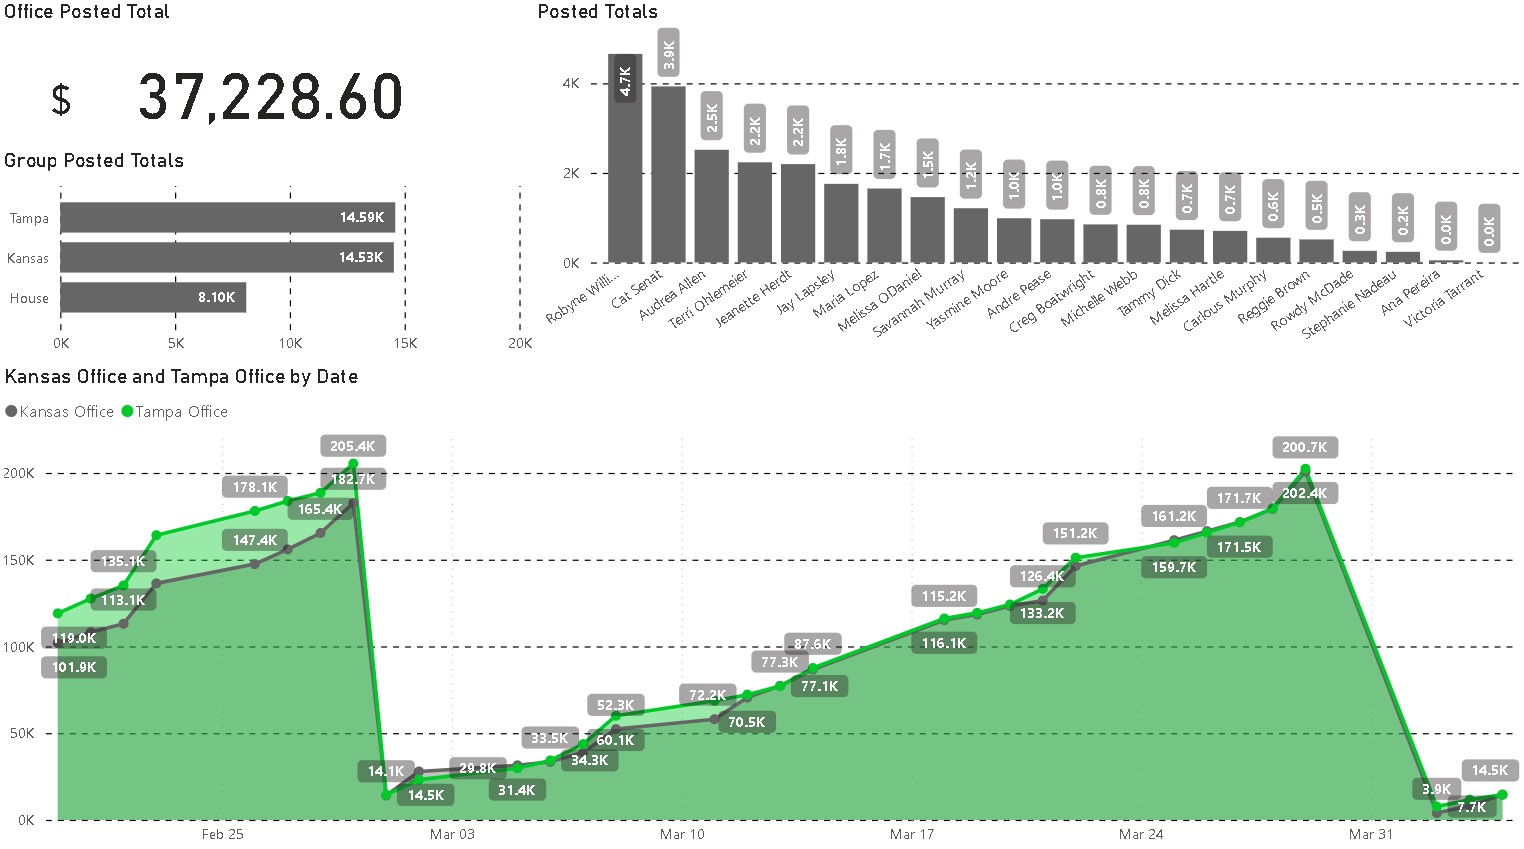 Office Posted Total
$ 37,228.60
Group Posted Totals
Tampa 14.59K
Kansas 14.53K
House 8.10K
0K 5K 10K 15K 20K
Posted Totals
4K
2K
0K
4.7K 3.9K 2.5K 2.2K 2.2K 1.8K 1.7K 1.5K 1.2K 1.0K 1.0K 0.8K 0.8K 0.7K 0.7K 0.6K 0.5K 0.3K 0.2K 0.0K 0.0K
Robyne Willi...
Cat Senat
Audrea Allen
Terri Ohlemeier
Jeanette Herdt
Jay Lapsley
Maria Lopez
Melissa ODaniel
Savannah Murray
Yasmine Moore
Andre Pease
Creg Boatwright
Michelle Webb
Tammy Dick
Melissa Hartle
Carlous Murphy
Reggie Brown
Rowdy McDade
Stephanie Nadeau
Ana Pereira
Victoria Tarrant
Kansas Office and Tampa Office by Date
Kansas Office Tampa Office
200K
150K
100K
50K
0K
119.0K
101.9K
135.1K
113.1K
178.1K
147.4K
165.4K
205.4K
182.7K
14.1K
14.5K
29.8K
31.4K
33.5K
34.3K
52.3K
60.1K
72.2K
70.5K
77.3K
87.6K
77.1K
115.2K
116.1K
126.4K
133.2K
151.2K
161.2K
159.7K
171.7K
171.5K
200.7K
202.4K
3.9K
7.7K
14.5K
Feb 25 Mar 03 Mar 10 Mar 17 Mar 24 Mar 31